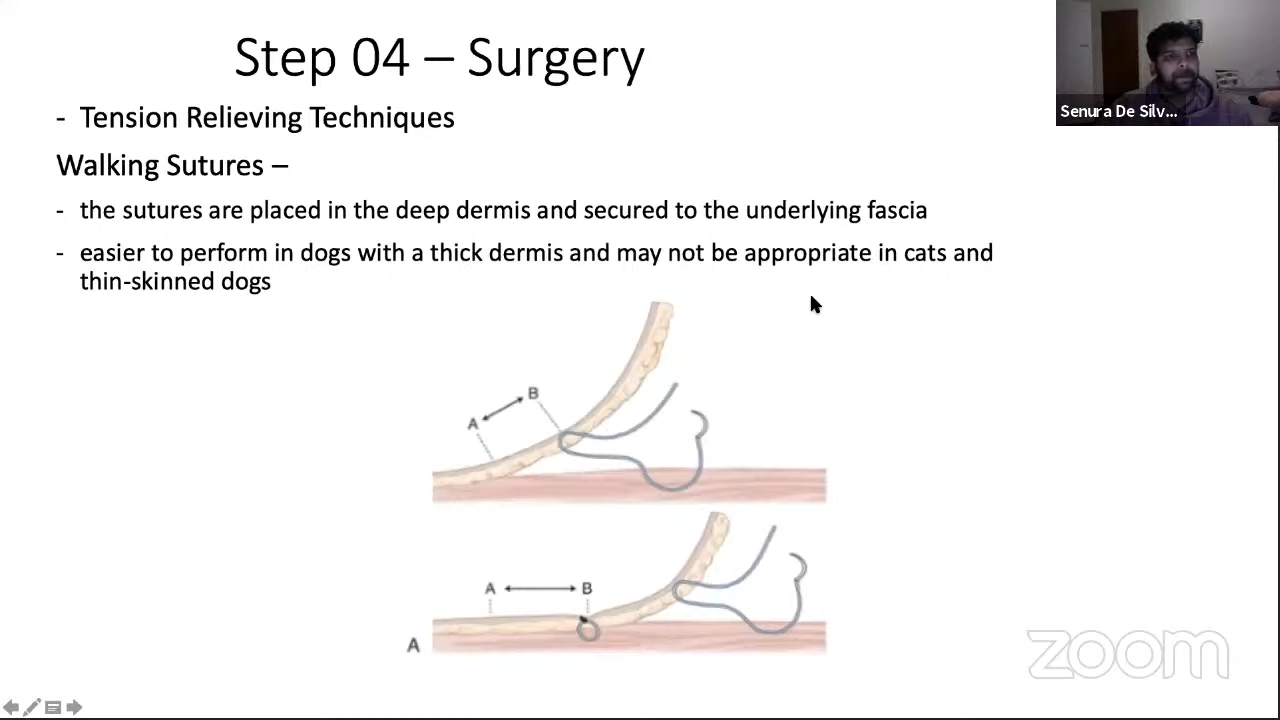 Step 04 – Surgery
Senura De Silv...
- Tension Relieving Techniques
Walking Sutures –
- the sutures are placed in the deep dermis and secured to the underlying fascia
- easier to perform in dogs with a thick dermis and may not be appropriate in cats and
thin-skinned dogs
B
A
A B
A
zoom